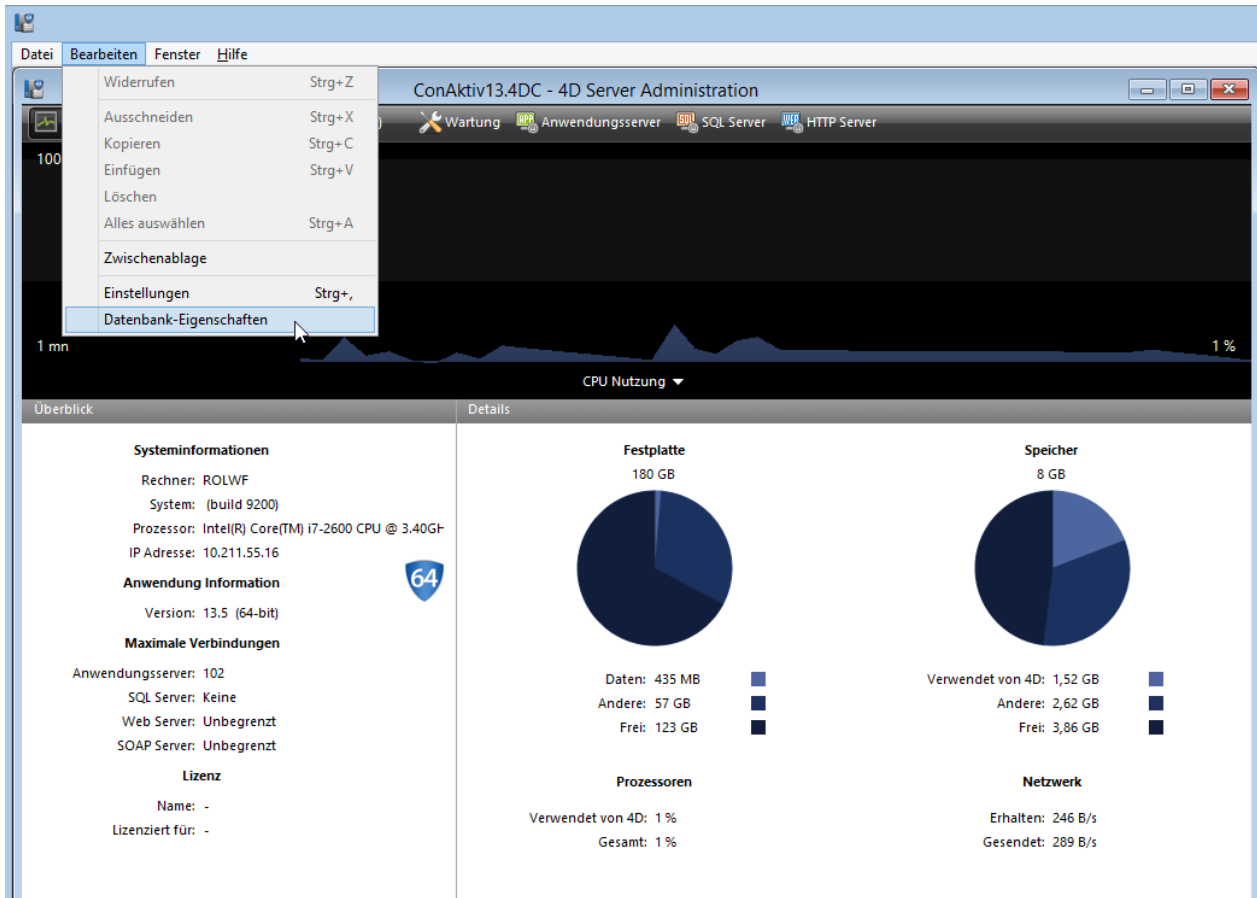 Datei Bearbeiten Fenster Hilfe
Widerrufen Strg+Z
Ausschneiden Strg+X
Kopieren Strg+C
Einfügen Strg+V
Löschen
Alles auswählen Strg+A
Zwischenablage
Einstellungen Strg+,
Datenbank-Eigenschaften
ConAktiv13.4DC - 4D Server Administration
) Wartung Anwendungsserver SQL Server HTTP Server
100
1 mn 1 %
CPU Nutzung
Überblick
Systeminformationen
Rechner: ROLWF
System: (build 9200)
Prozessor: Intel(R) Core(TM) i7-2600 CPU @ 3.40GH
IP Adresse: 10.211.55.16
64
Anwendung Information
Version: 13.5 (64-bit)
Maximale Verbindungen
Anwendungsserver: 102
SQL Server: Keine
Web Server: Unbegrenzt
SOAP Server: Unbegrenzt
Lizenz
Name: -
Lizenziert für: -
Details
Festplatte
180 GB
Daten: 435 MB
Andere: 57 GB
Frei: 123 GB
Speicher
8 GB
Verwendet von 4D: 1,52 GB
Andere: 2,62 GB
Frei: 3,86 GB
Prozessoren
Verwendet von 4D: 1 %
Gesamt: 1 %
Netzwerk
Erhalten: 246 B/s
Gesendet: 289 B/s